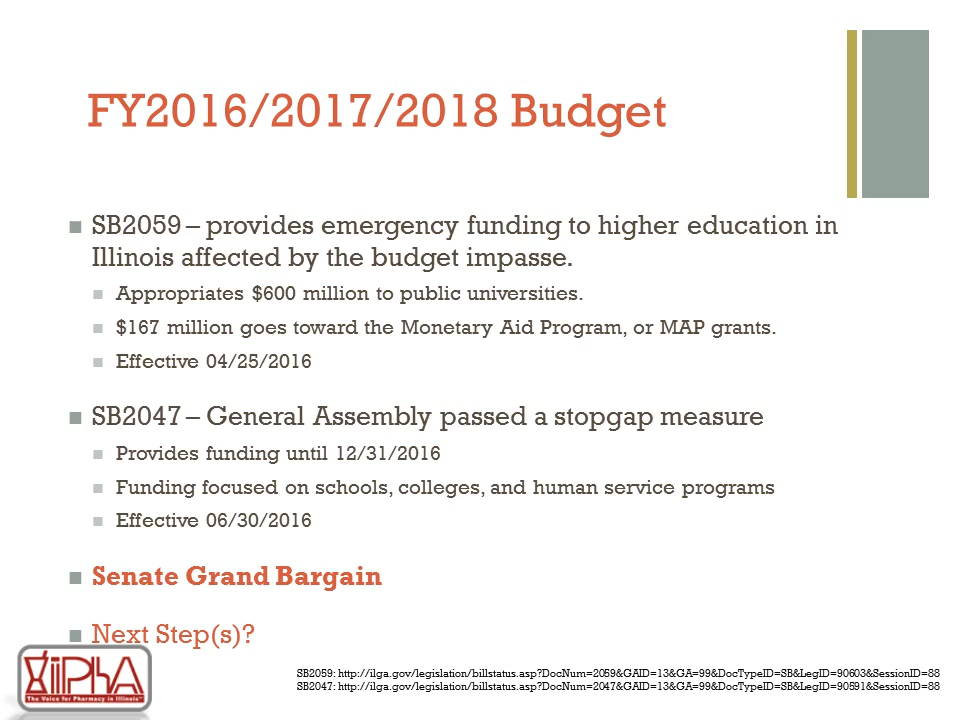 FY2016/2017/2018 Budget
SB2059 – provides emergency funding to higher education in
Illinois affected by the budget impasse.
Appropriates $600 million to public universities.
$167 million goes toward the Monetary Aid Program, or MAP grants.
Effective 04/25/2016
SB2047 – General Assembly passed a stopgap measure
Provides funding until 12/31/2016
Funding focused on schools, colleges, and human service programs
Effective 06/30/2016
Senate Grand Bargain
Next Step(s)?
IPhA
The Voice for Pharmacy in Illinois
SB2059: http://ilga.gov/legislation/billstatus.asp?DocNum=2059&GAID=13&GA=99&DocTypeID=SB&LegID=90603&SessionID=88
SB2047: http://ilga.gov/legislation/billstatus.asp?DocNum=2047&GAID=13&GA=99&DocTypeID=SB&LegID=90591&SessionID=88